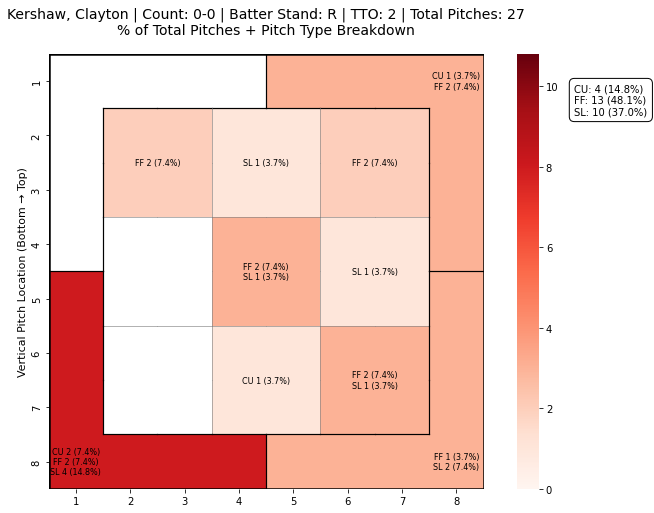 Kershaw, Clayton | Count: 0-0 | Batter Stand: R | TTO: 2 | Total Pitches: 27
% of Total Pitches + Pitch Type Breakdown
CU 1 (3.7%)
FF 2 (7.4%)
FF 2 (7.4%)
SL 1 (3.7%)
FF 2 (7.4%)
FF 2 (7.4%)
SL 1 (3.7%)
SL 1 (3.7%)
CU 1 (3.7%)
FF 2 (7.4%)
SL 1 (3.7%)
CU 2 (7.4%)
FF 2 (7.4%)
SL 4 (14.8%)
FF 1 (3.7%)
SL 2 (7.4%)
Vertical Pitch Location (Bottom → Top)
1
2
3
4
5
6
7
8
1 2 3 4 5 6 7 8
10
8
6
4
2
0
CU: 4 (14.8%)
FF: 13 (48.1%)
SL: 10 (37.0%)